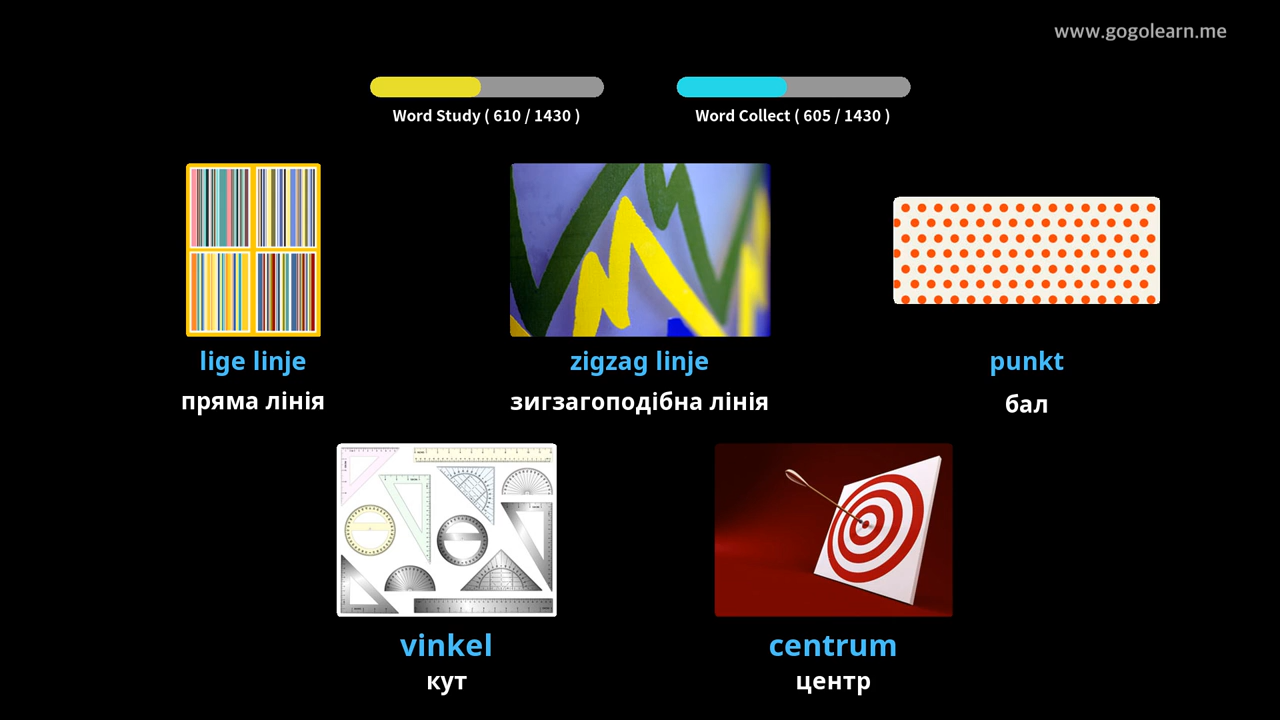 www.gogolearn.me
Word Study ( 610 / 1430 )
Word Collect ( 605 / 1430 )
lige linje
zigzag linje
punkt
пряма лінія
зигзагоподібна лінія
бал
vinkel
centrum
кут
центр